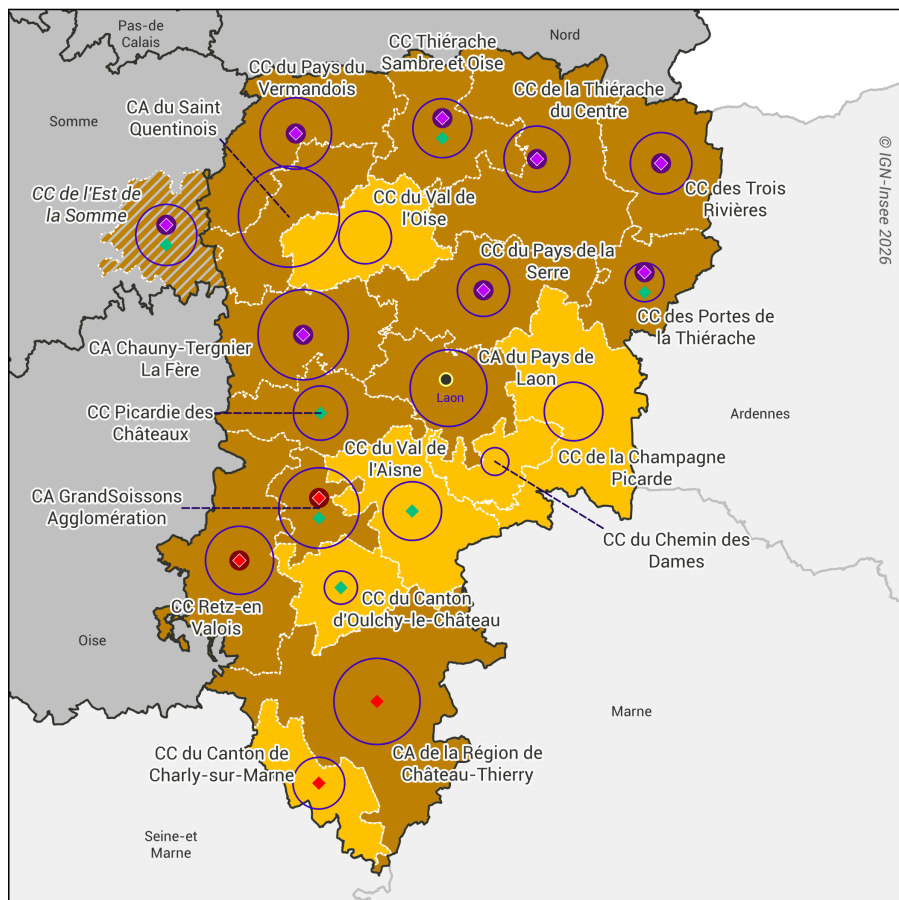 Pas-de
Calais
Nord
CC Thiérache
Sambre et Oise
CC du Pays du
Vermandois
CC de la Thiérache
du Centre
CA du Saint
Quentinois
Somme
© IGN-Insee 2026
CC de l'Est de
la Somme
CC du Val de
l'Oise
CC des Trois
Rivières
CC du Pays de la
Serre
CC des Portes de
la Thiérache
CA Chauny-Tergnier
La Fère
CA du Pays de
Laon
Laon
CC Picardie des
Châteaux
Ardennes
CC du Val de
l'Aisne
CC de la Champagne
Picarde
CA GrandSoissons
Agglomération
CC du Chemin des
Dames
CC Retz-en
Valois
CC du Canton
d'Oulchy-le-Château
Oise
Marne
CC du Canton de
Charly-sur-Marne
CA de la Région de
Château-Thierry
Seine-et
Marne